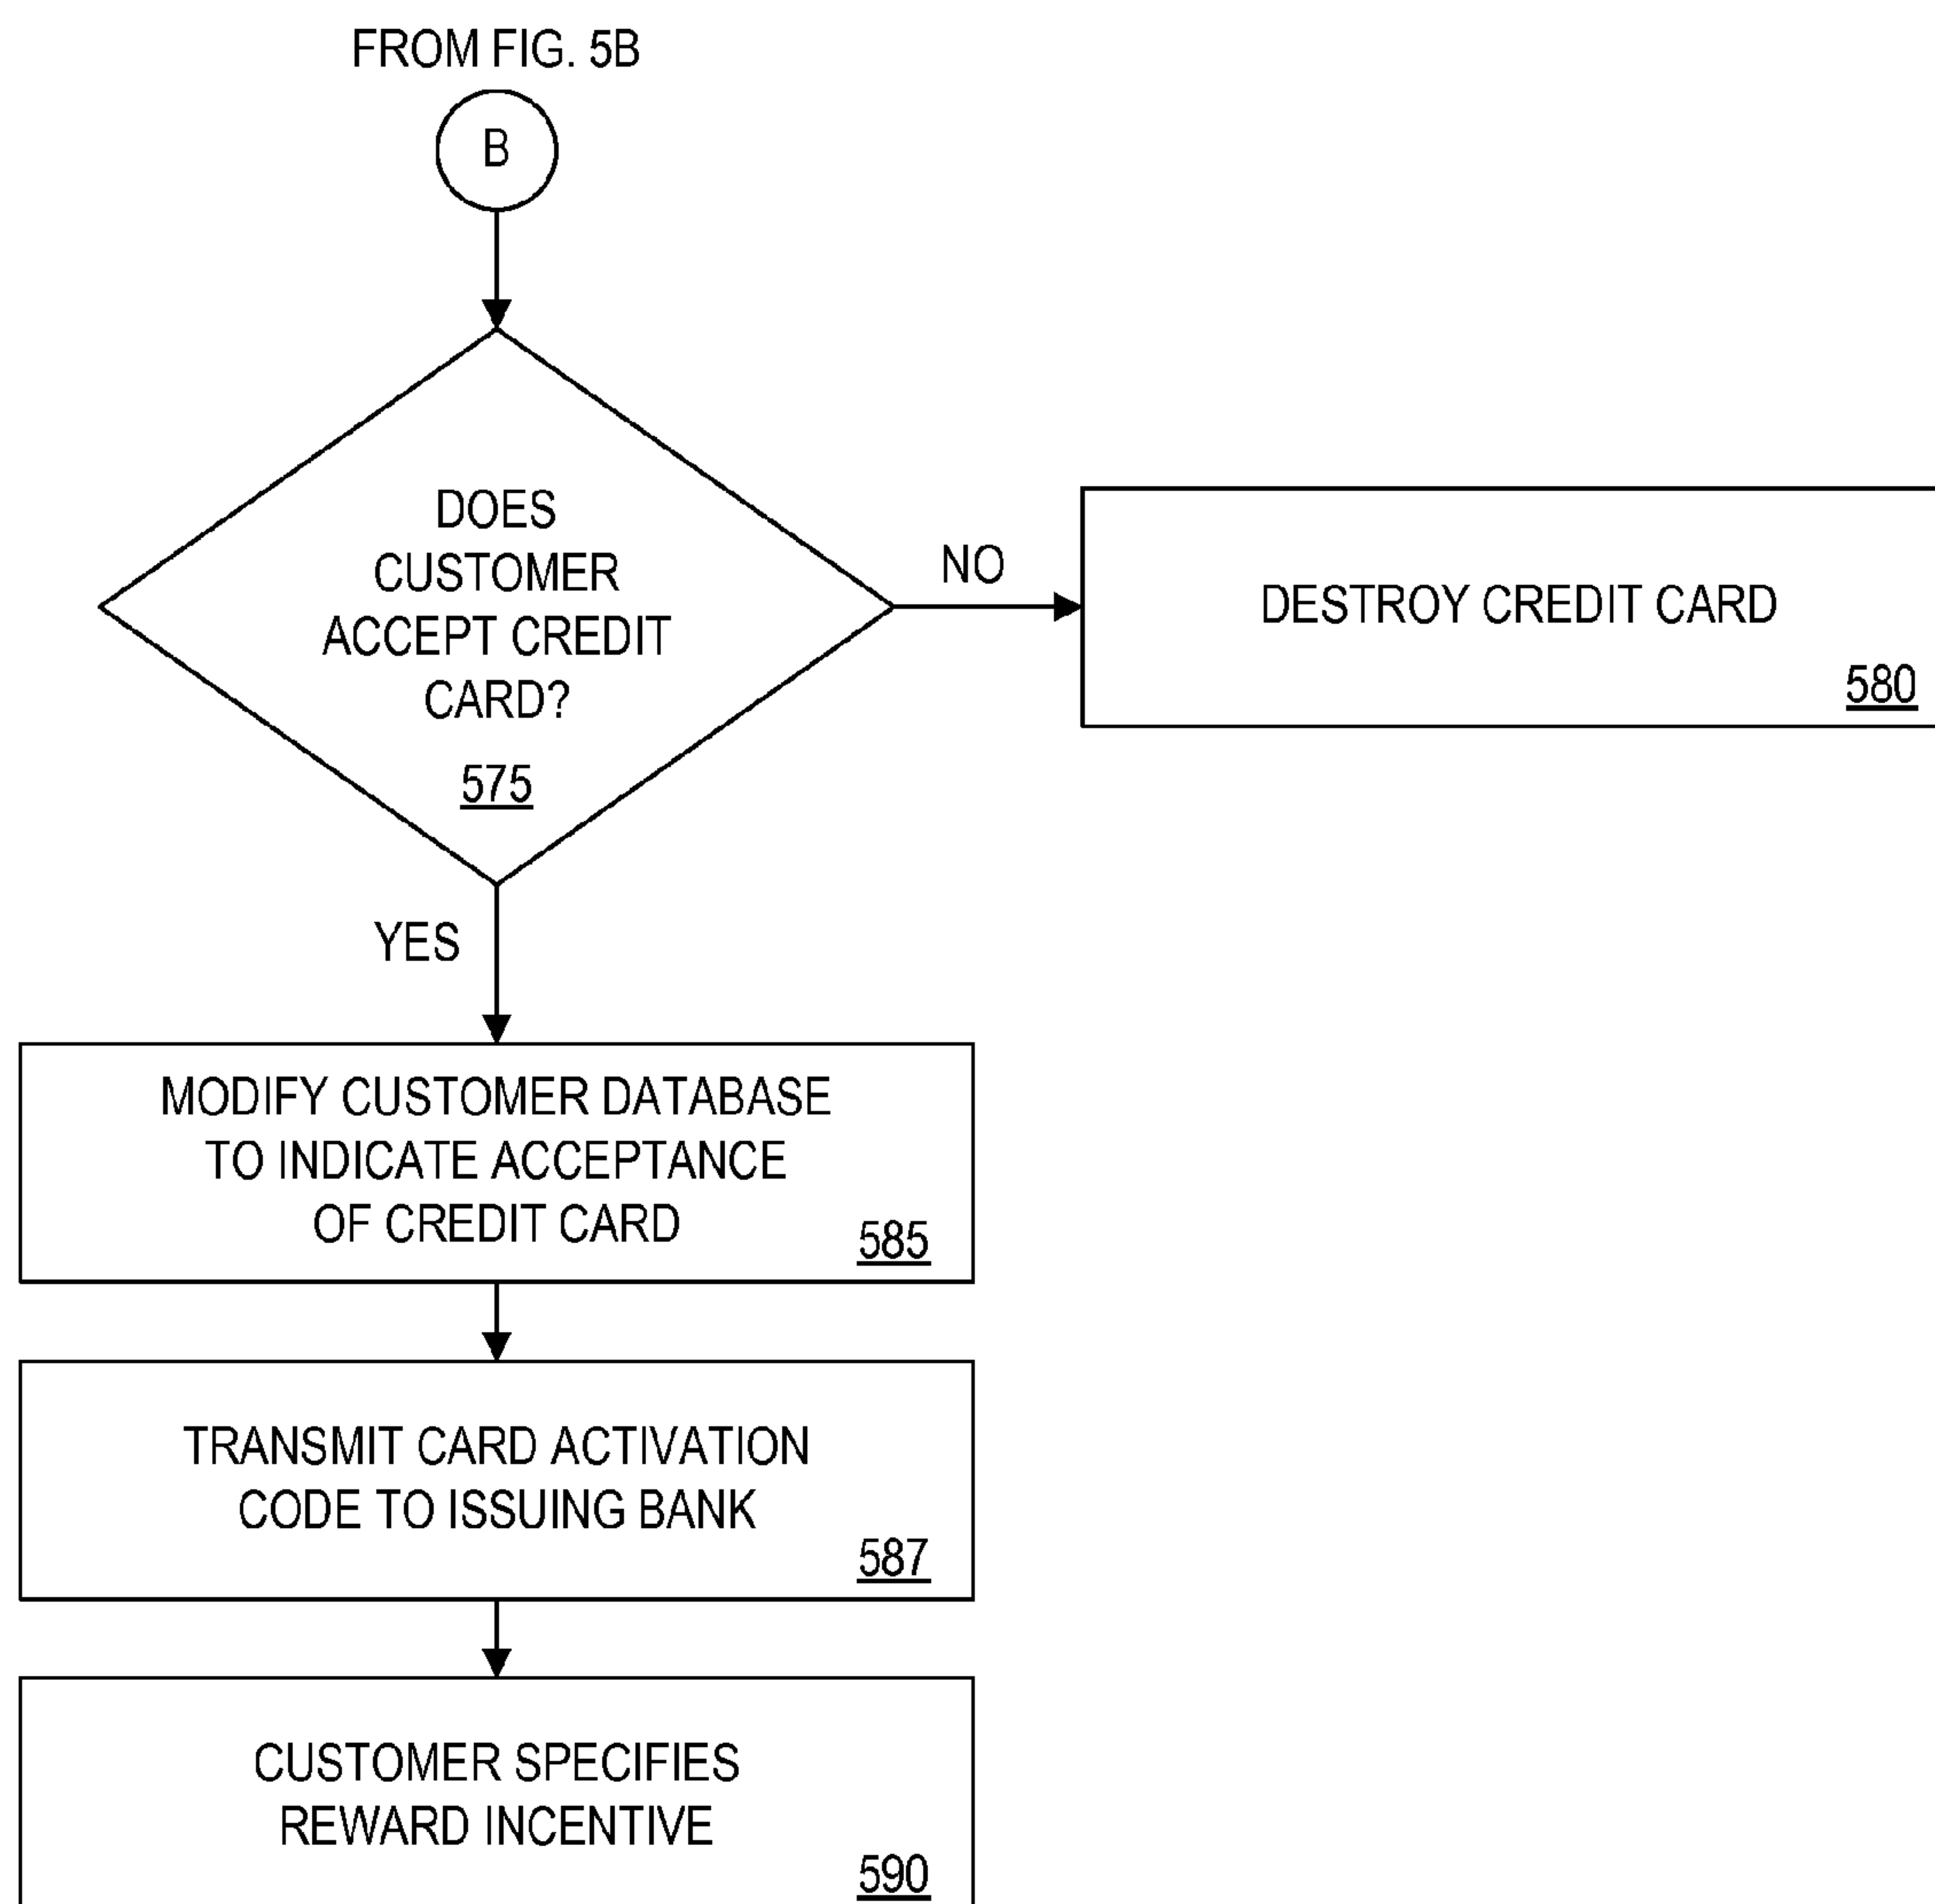 FROM FIG. 5B
B
DOES
CUSTOMER
ACCEPT CREDIT
CARD?
575
NO
DESTROY CREDIT CARD
580
YES
MODIFY CUSTOMER DATABASE
TO INDICATE ACCEPTANCE
OF CREDIT CARD
585
TRANSMIT CARD ACTIVATION
CODE TO ISSUING BANK
587
CUSTOMER SPECIFIES
REWARD INCENTIVE
590